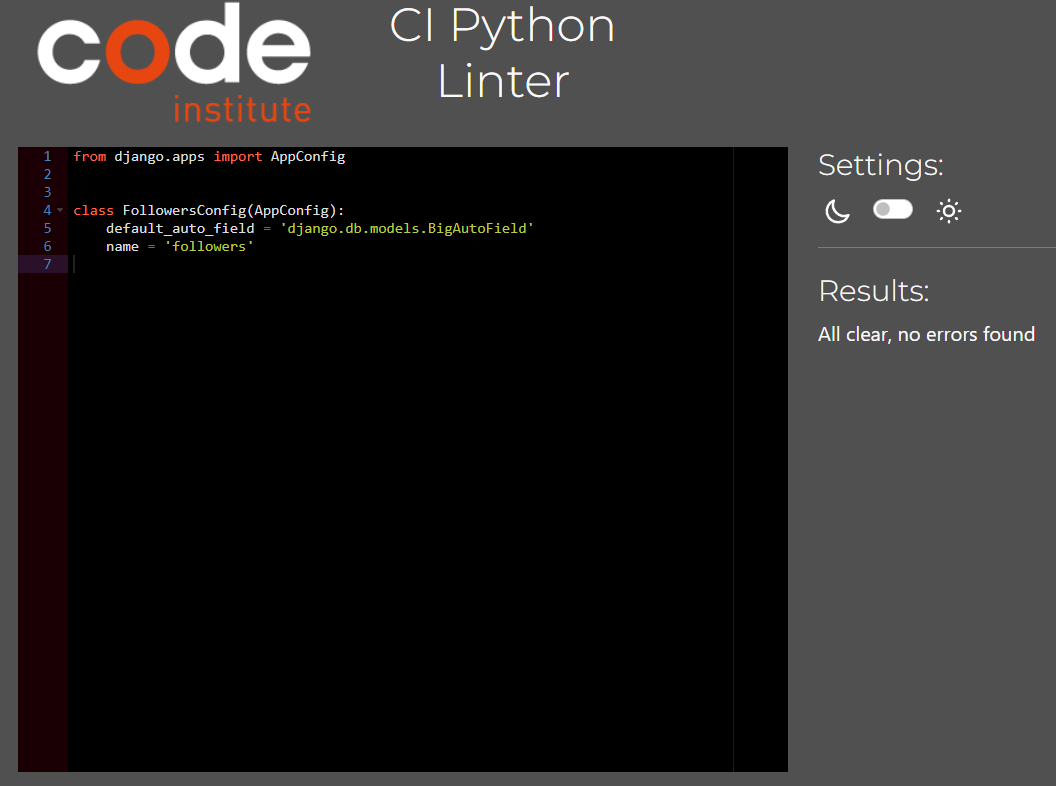 code
institute
CI Python
Linter
1 from django.apps import AppConfig
2
3
4 class FollowersConfig(AppConfig):
5     default_auto_field = 'django.db.models.BigAutoField'
6     name = 'followers'
7
Settings:
Results:
All clear, no errors found